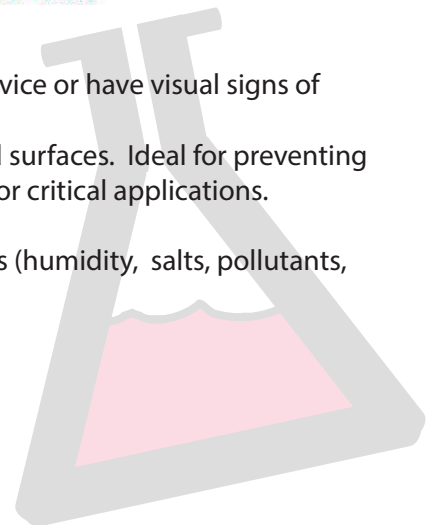 vice or have visual signs of
surfaces. Ideal for preventing
or critical applications.
s (humidity, salts, pollutants,